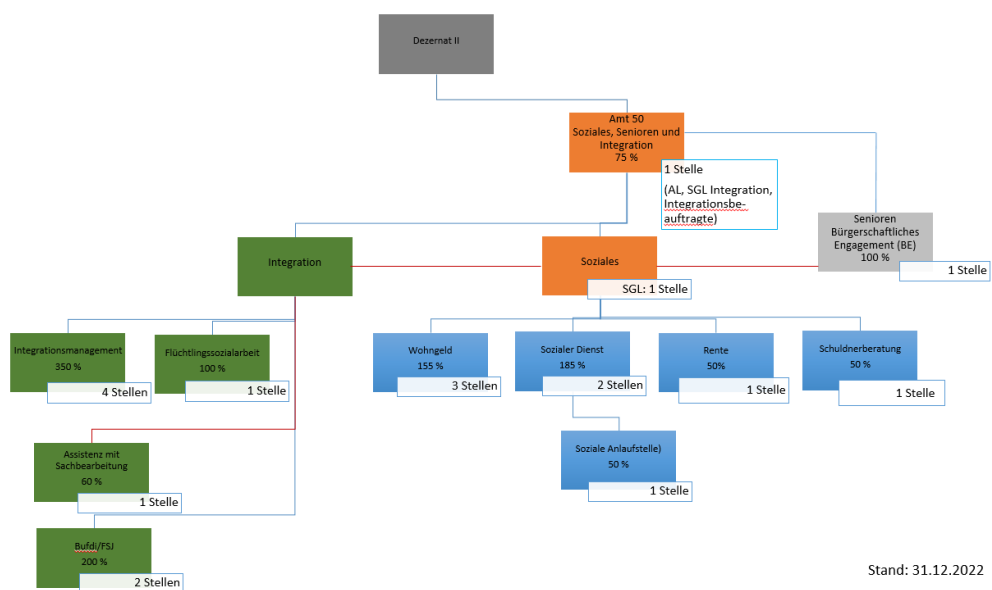 Dezernat II
Amt 50
Soziales, Senioren und
Integration
75 %
1 Stelle
(AL, SGL Integration,
Integrationsbe-
auftragte)
Senioren
Bürgerschaftliches
Engagement (BE)
100 %
1 Stelle
Integration
Soziales
SGL: 1 Stelle
Integrationsmanagement
350 %
4 Stellen
Flüchtlingssozialarbeit
100 %
1 Stelle
Wohngeld
155 %
3 Stellen
Sozialer Dienst
185 %
2 Stellen
Rente
50%
1 Stelle
Schuldnerberatung
50 %
1 Stelle
Assistenz mit
Sachbearbeitung
60 %
1 Stelle
Soziale Anlaufstelle)
50 %
1 Stelle
Bufdi/FSJ
200 %
2 Stellen
Stand: 31.12.2022